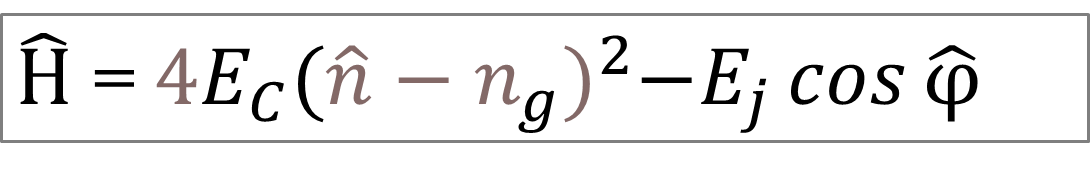 Ĥ = 4E_C(n̂ − n_g)²−E_j cos φ̂